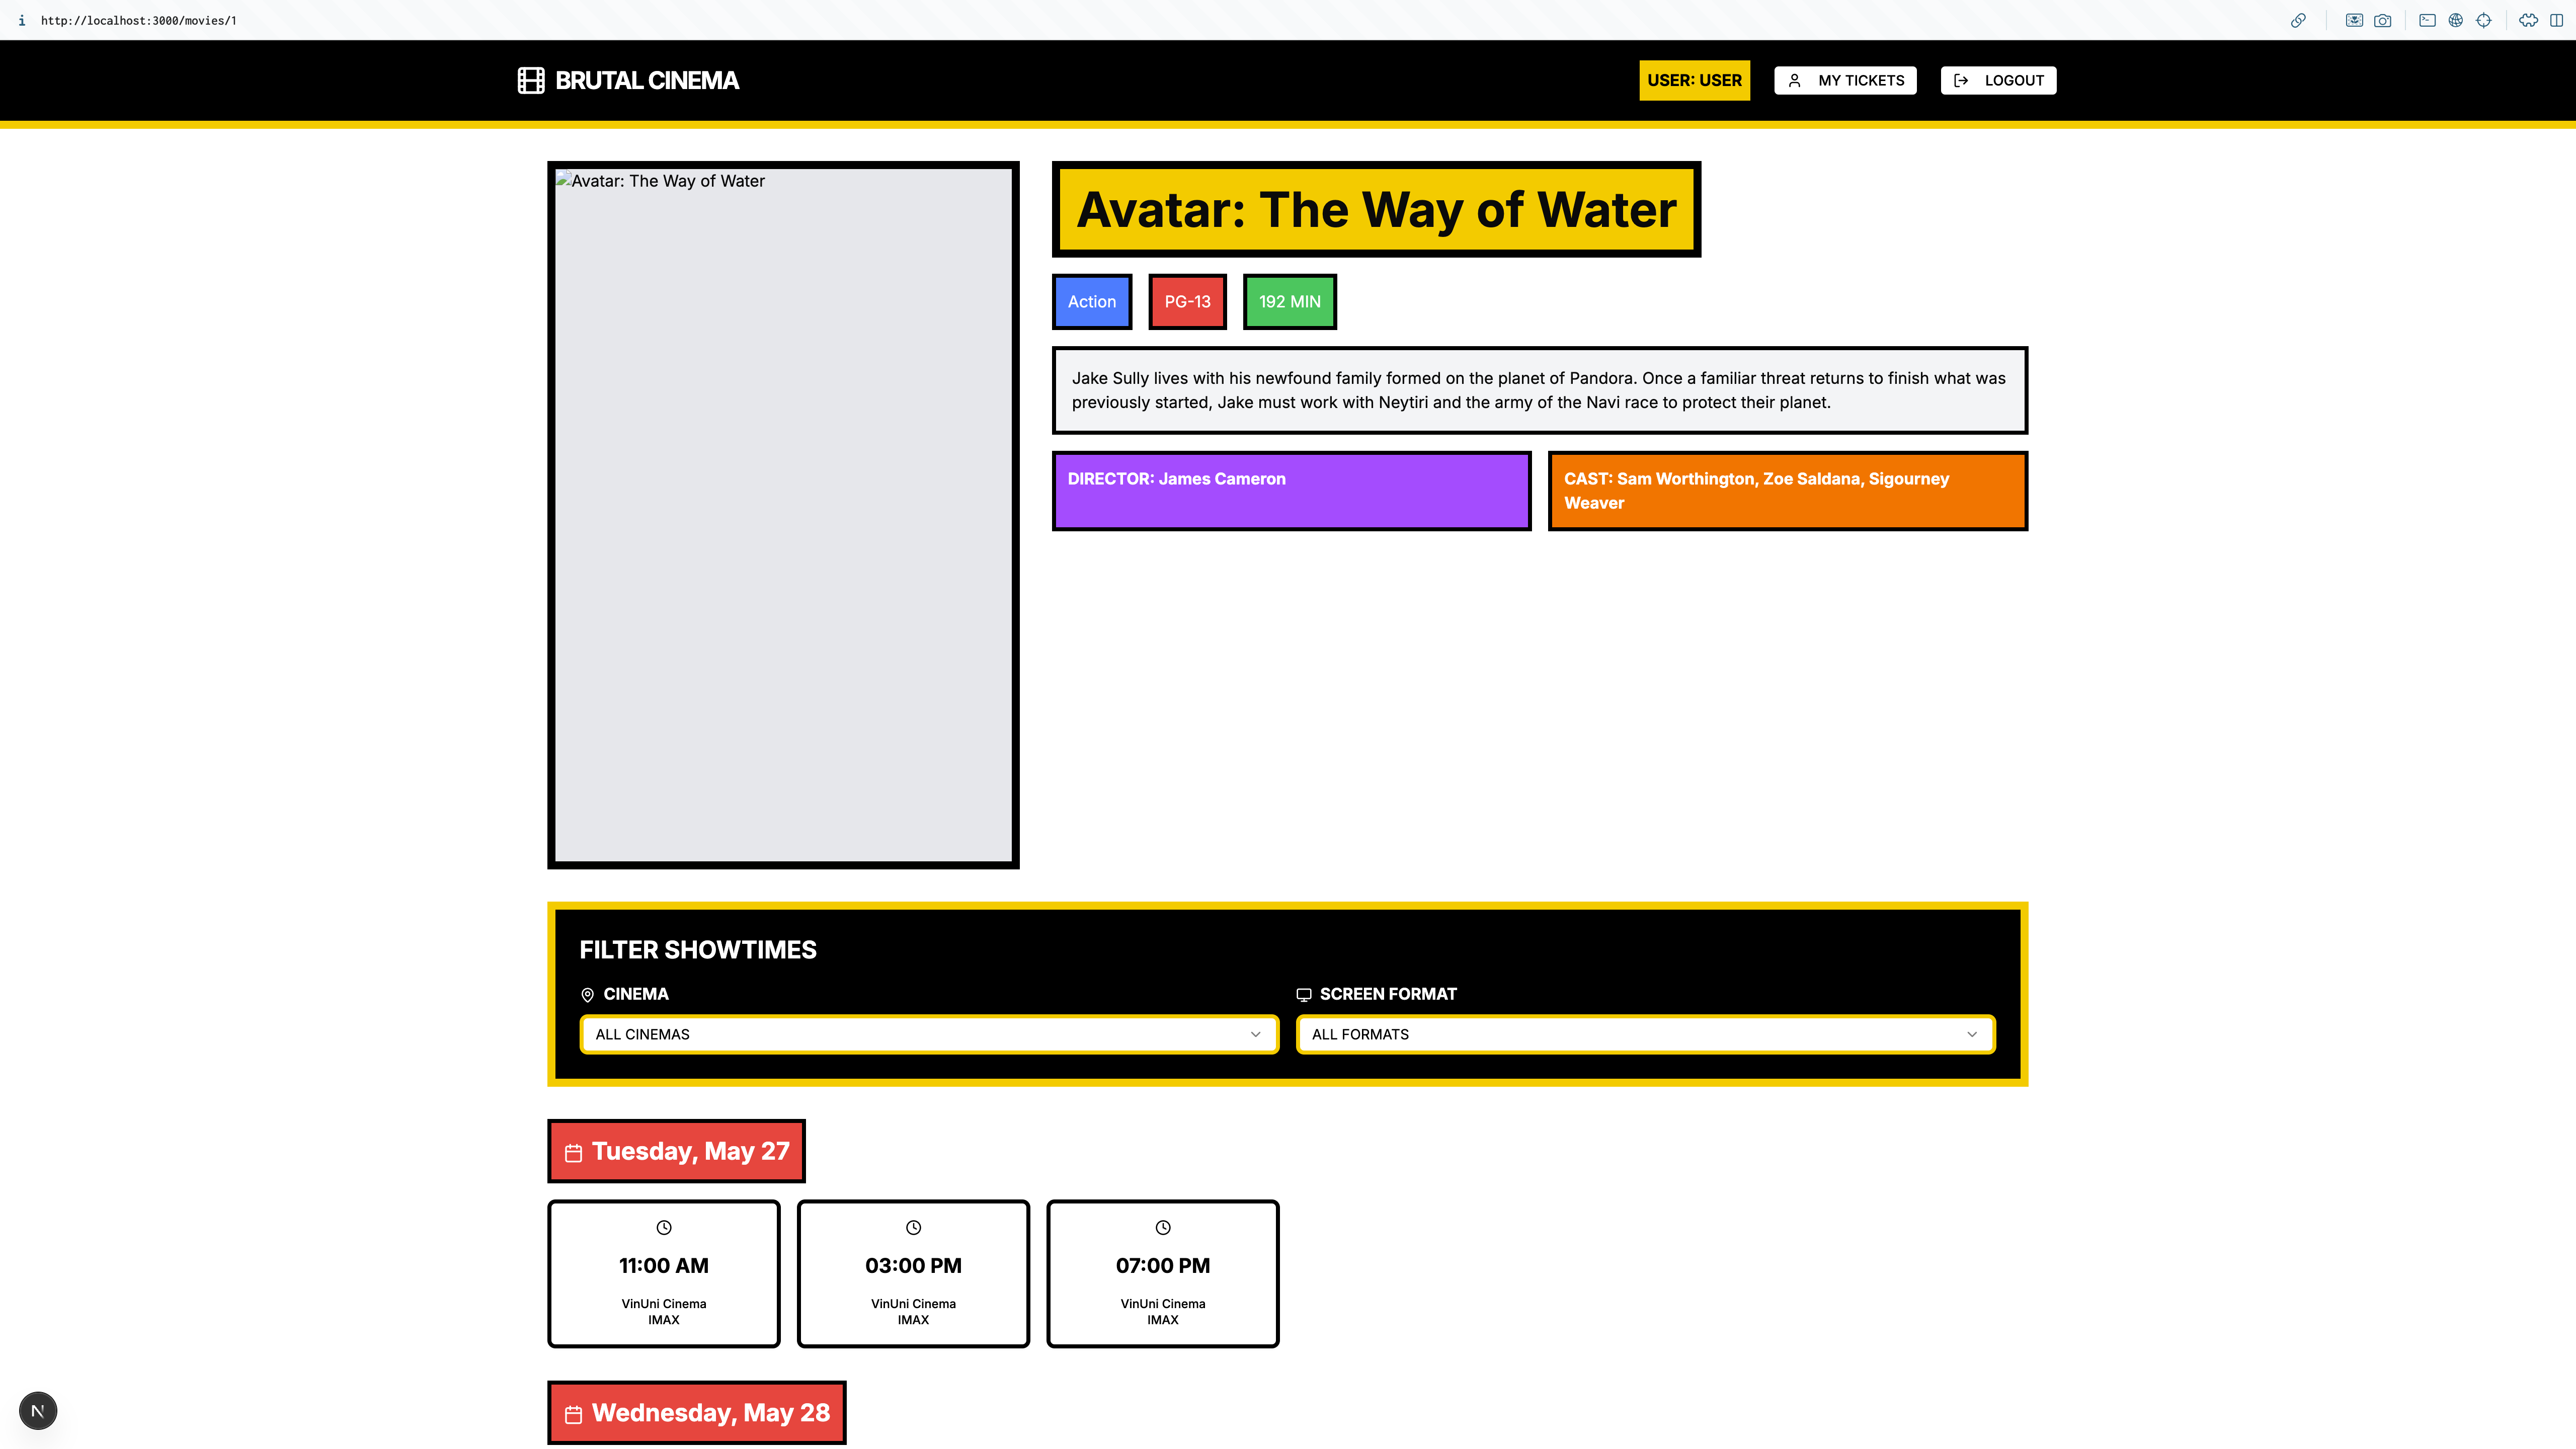 http://localhost:3000/movies/1
BRUTAL CINEMA
USER: USER
MY TICKETS
LOGOUT
Avatar: The Way of Water
Avatar: The Way of Water
Action
PG-13
192 MIN
Jake Sully lives with his newfound family formed on the planet of Pandora. Once a familiar threat returns to finish what was
previously started, Jake must work with Neytiri and the army of the Navi race to protect their planet.
DIRECTOR: James Cameron
CAST: Sam Worthington, Zoe Saldana, Sigourney
Weaver
FILTER SHOWTIMES
CINEMA
ALL CINEMAS
SCREEN FORMAT
ALL FORMATS
Tuesday, May 27
11:00 AM
VinUni Cinema
IMAX
03:00 PM
VinUni Cinema
IMAX
07:00 PM
VinUni Cinema
IMAX
Wednesday, May 28
N